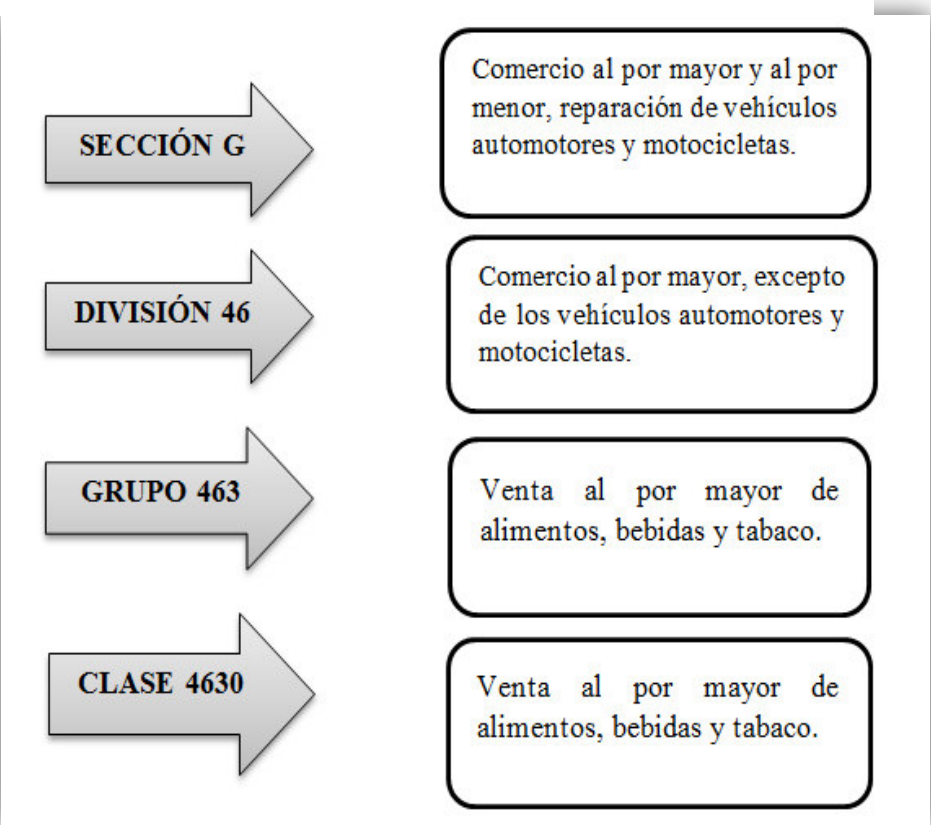 SECCIÓN G
Comercio al por mayor y al por
menor, reparación de vehículos
automotores y motocicletas.
DIVISIÓN 46
Comercio al por mayor, excepto
de los vehículos automotores y
motocicletas.
GRUPO 463
Venta al por mayor de
alimentos, bebidas y tabaco.
CLASE 4630
Venta al por mayor de
alimentos, bebidas y tabaco.